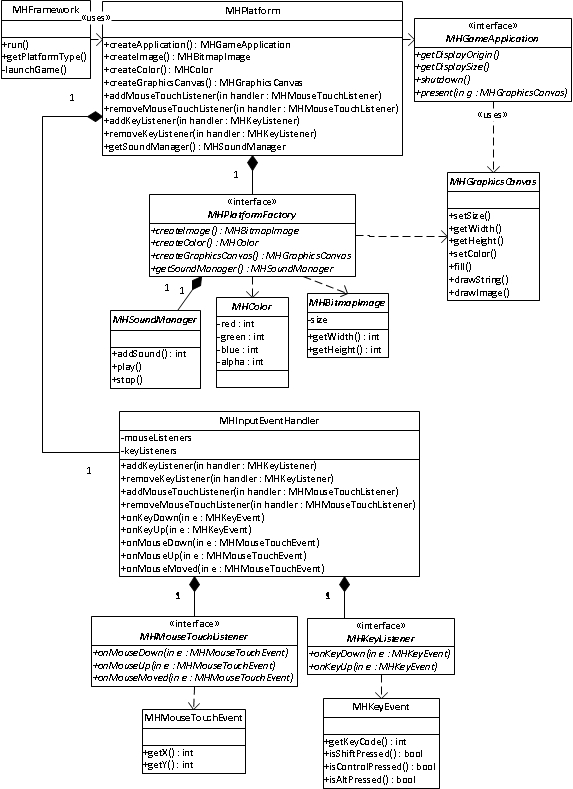 MHFramework
+run()
+getPlatformType()
-launchGame()
«uses»
MHPlatform
+createApplication() : MHGameApplication
+createImage() : MHBitmapImage
+createColor() : MHColor
+createGraphicsCanvas() : MHGraphicsCanvas
+addMouseTouchListener(in handler : MHMouseTouchListener)
+removeMouseTouchListener(in handler : MHMouseTouchListener)
+addKeyListener(in handler : MHKeyListener)
+removeKeyListener(in handler : MHKeyListener)
+getSoundManager() : MHSoundManager
«interface»
MHGameApplication
+getDisplayOrigin()
+getDisplaySize()
+shutdown()
+present(in g : MHGraphicsCanvas)
«uses»
1
1
MHGraphicsCanvas
+setSize()
+getWidth()
+getHeight()
+setColor()
+fill()
+drawString()
+drawImage()
«interface»
MHPlatformFactory
+createImage() : MHBitmapImage
+createColor() : MHColor
+createGraphicsCanvas() : MHGraphicsCanvas
+getSoundManager() : MHSoundManager
1
1
MHSoundManager
+addSound() : int
+play()
+stop()
MHColor
-red : int
-green : int
-blue : int
-alpha : int
MHBitmapImage
-size
+getWidth() : int
+getHeight() : int
1
MHInputEventHandler
-mouseListeners
-keyListeners
+addKeyListener(in handler : MHKeyListener)
+removeKeyListener(in handler : MHKeyListener)
+addMouseTouchListener(in handler : MHMouseTouchListener)
+removeMouseTouchListener(in handler : MHMouseTouchListener)
+onKeyDown(in e : MHKeyEvent)
+onKeyUp(in e : MHKeyEvent)
+onMouseDown(in e : MHMouseTouchEvent)
+onMouseUp(in e : MHMouseTouchEvent)
+onMouseMoved(in e : MHMouseTouchEvent)
1
1
«interface»
MHMouseTouchListener
+onMouseDown(in e : MHMouseTouchEvent)
+onMouseUp(in e : MHMouseTouchEvent)
+onMouseMoved(in e : MHMouseTouchEvent)
«interface»
MHKeyListener
+onKeyDown(in e : MHKeyEvent)
+onKeyUp(in e : MHKeyEvent)
MHMouseTouchEvent
+getX() : int
+getY() : int
MHKeyEvent
+getKeyCode() : int
+isShiftPressed() : bool
+isControlPressed() : bool
+isAltPressed() : bool